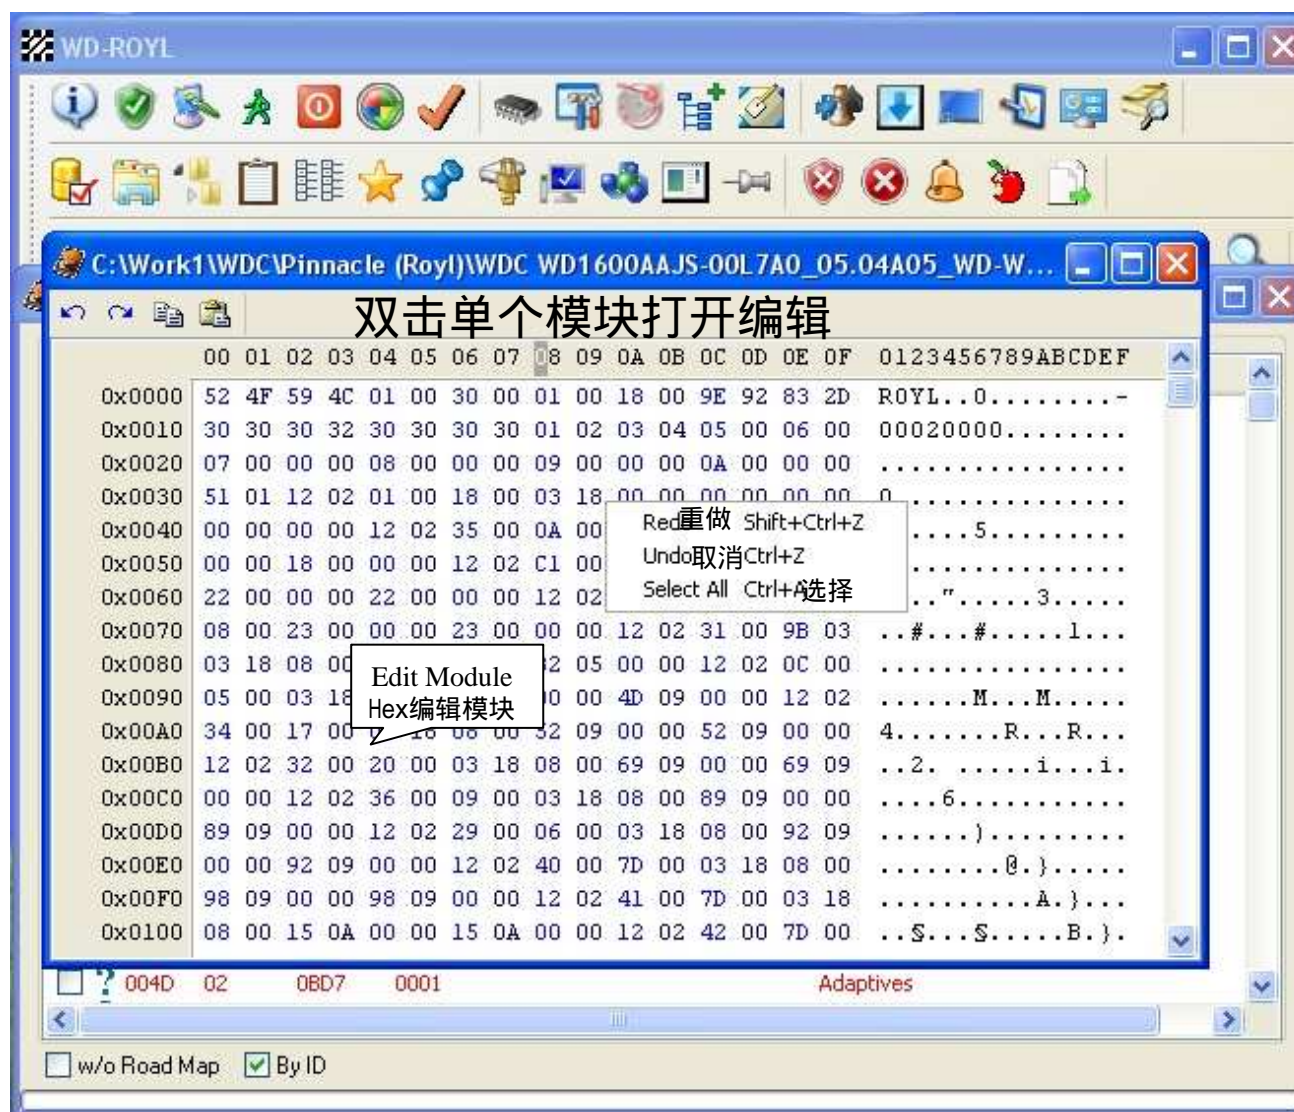 WD-ROYL
C:\Work1\WDC\Pinnacle (Royl)\WDC WD1600AAJS-00L7A0_05.04A05_WD-W...
双击单个模块打开编辑
00 01 02 03 04 05 06 07 08 09 0A 0B 0C 0D 0E 0F 0123456789ABCDEF
0x0000 52 4F 59 4C 01 00 30 00 01 00 18 00 9E 92 83 2D ROYL..0........-
0x0010 30 30 30 32 30 30 30 30 01 02 03 04 05 00 06 00 00020000........
0x0020 07 00 00 00 08 00 00 00 09 00 00 00 0A 00 00 00 ................
0x0030 51 01 12 02 01 00 18 00 03 18 00 00 00 00 00 00 Q...............
0x0040 00 00 00 00 12 02 35 00 0A 00 ....5.........
0x0050 00 00 18 00 00 00 12 02 C1 00 ..............
0x0060 22 00 00 00 22 00 00 00 12 02 ..".....3.....
0x0070 08 00 23 00 00 00 23 00 00 00 12 02 31 00 9B 03 ..#...#.....1...
0x0080 03 18 08 00 32 05 00 00 12 02 0C 00 ................
0x0090 05 00 03 18 00 00 4D 09 00 00 12 02 ......M...M.....
0x00A0 34 00 17 00 18 08 00 52 09 00 00 52 09 00 00 4.......R...R...
0x00B0 12 02 32 00 20 00 03 18 08 00 69 09 00 00 69 09 ..2. .....i...i.
0x00C0 00 00 12 02 36 00 09 00 03 18 08 00 89 09 00 00 ....6...........
0x00D0 89 09 00 00 12 02 29 00 06 00 03 18 08 00 92 09 ......).........
0x00E0 00 00 92 09 00 00 12 02 40 00 7D 00 03 18 08 00 ........@.}.....
0x00F0 98 09 00 00 98 09 00 00 12 02 41 00 7D 00 03 18 ..........A.}...
0x0100 08 00 15 0A 00 00 15 0A 00 00 12 02 42 00 7D 00 ..S...S.....B.}.
Red重做 Shift+Ctrl+Z
Undo取消Ctrl+Z
Select All Ctrl+A选择
Edit Module
Hex编辑模块
? 004D 02 0BD7 0001 Adaptives
w/o Road Map By ID